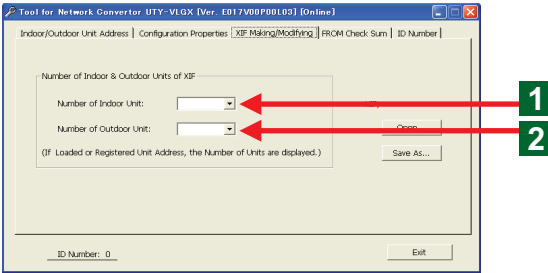 Tool for Network Convertor UTY-VLGX [Ver. E017V00P00L03] [Online]
Indoor/Outdoor Unit Address | Configuration Properties | XIF Making/Modifying | FROM Check Sum | ID Number
Number of Indoor & Outdoor Units of XIF
Number of Indoor Unit:
1
Number of Outdoor Unit:
2
(If Loaded or Registered Unit Address, the Number of Units are displayed.)
Save As...
ID Number: 0
Exit